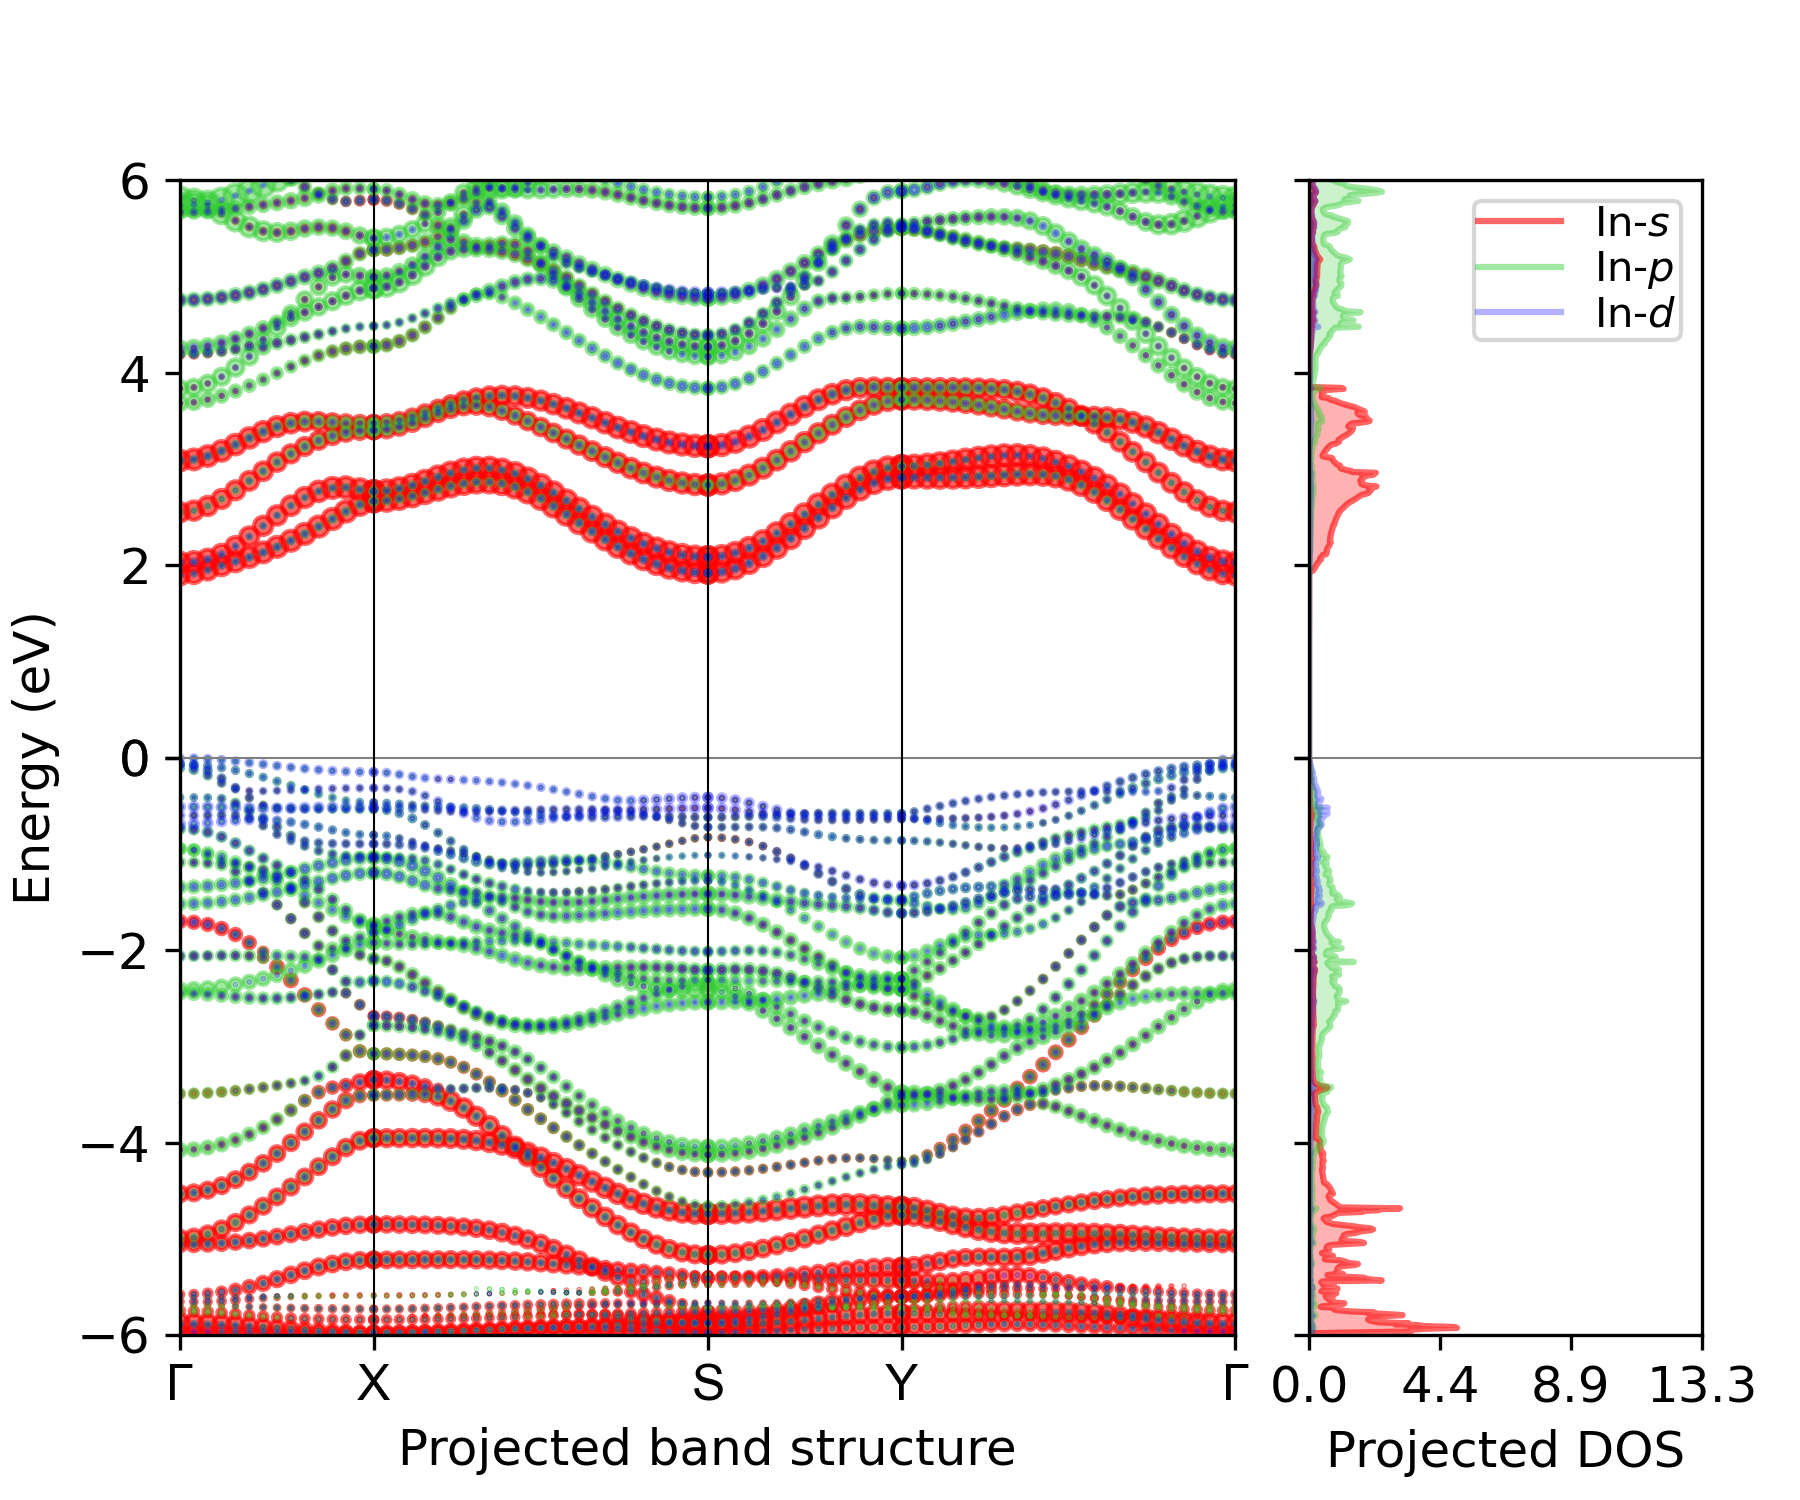 6
4
2
0
−2
−4
−6
Energy (eV)
Γ X S Y Γ
Projected band structure
In-s
In-p
In-d
0.0 4.4 8.9 13.3
Projected DOS